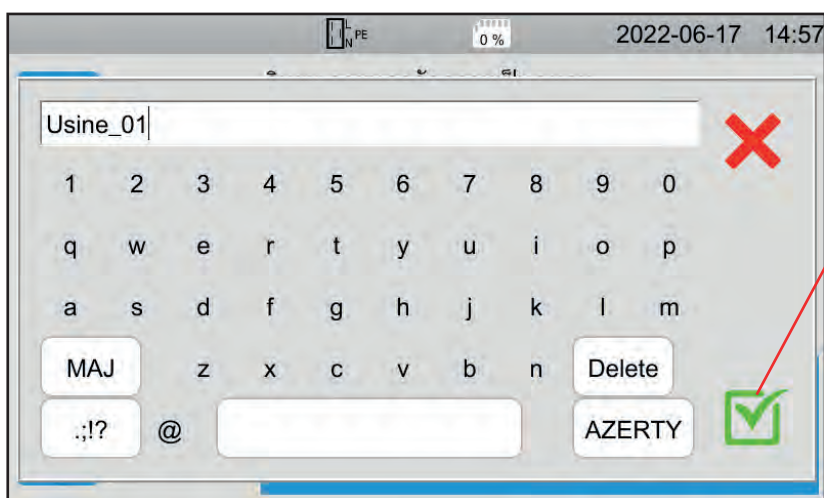 L
N PE
0 % 2022-06-17 14:57
Usine_01
1 2 3 4 5 6 7 8 9 0
q w e r t y u i o p
a s d f g h j k l m
MAJ z x c v b n Delete
.;!? @ AZERTY